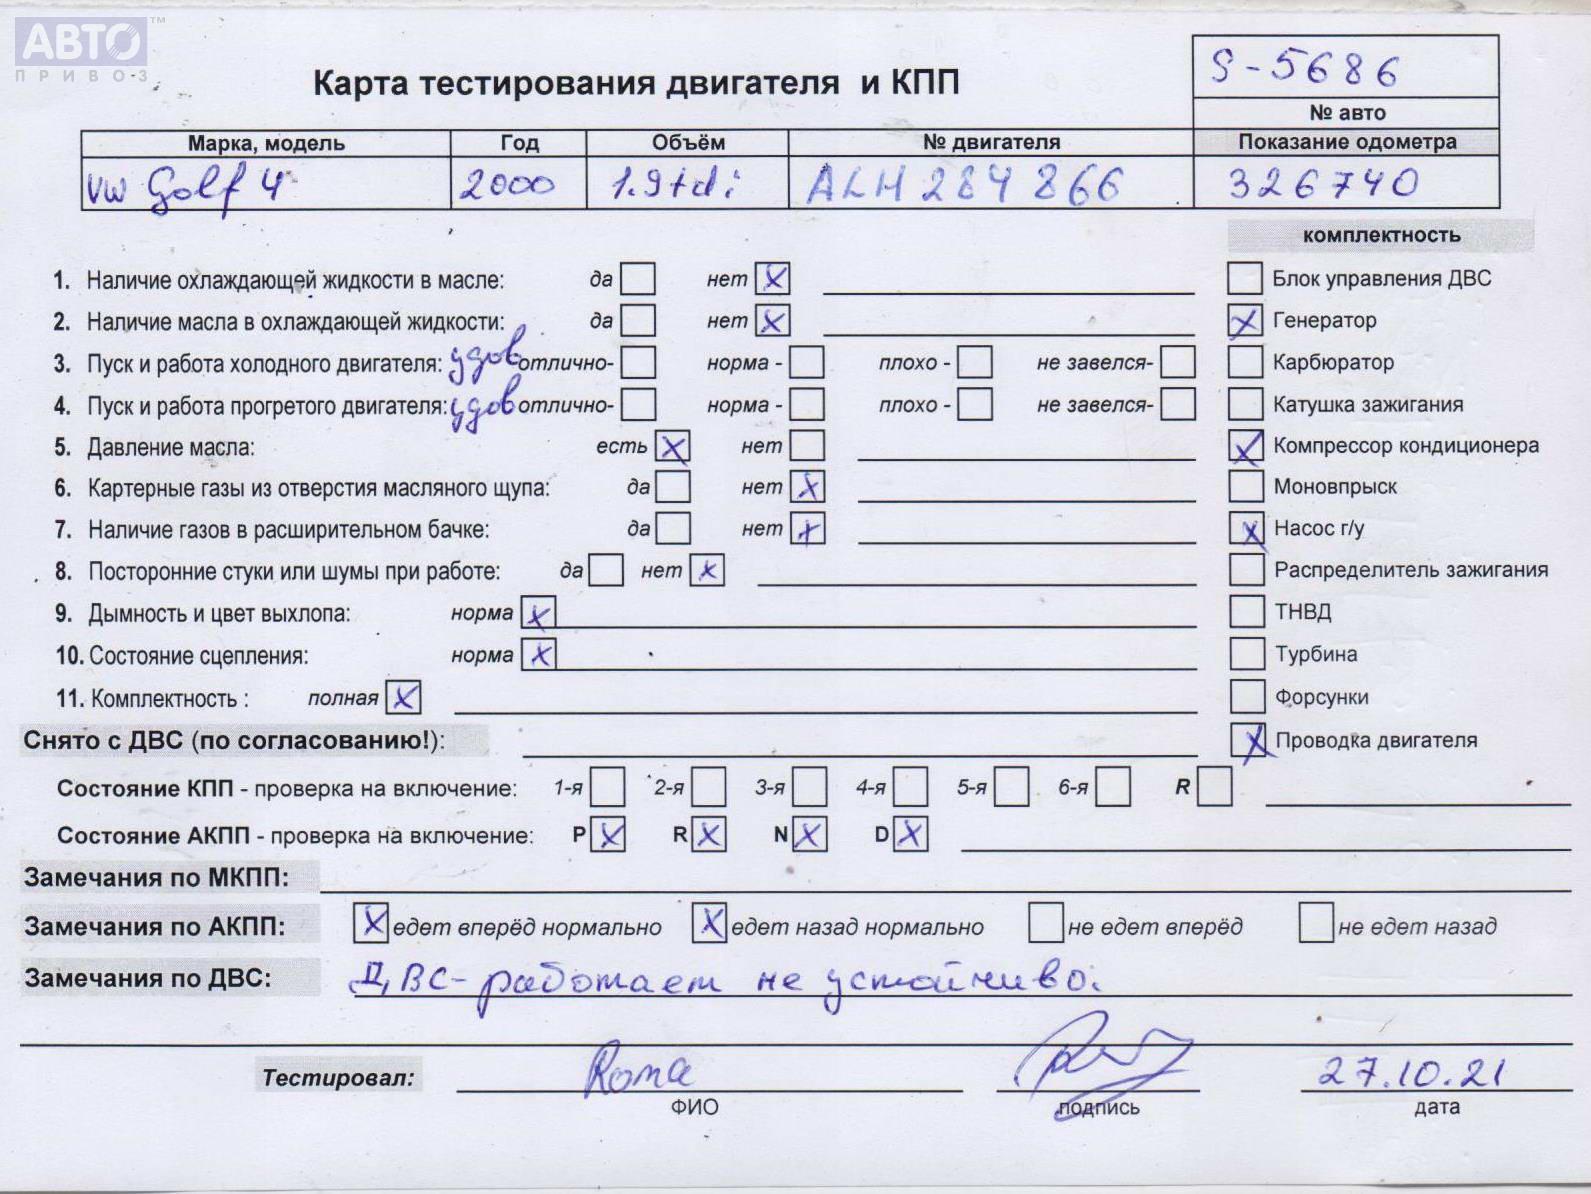 АВТО™
ПРИВОЗ
Карта тестирования двигателя и КПП
S-5686
№ авто
Марка, модель Год Объём № двигателя Показание одометра
VW Golf 4 2000 1.9tdi ALH 284 866 326740
комплектность
1. Наличие охлаждающей жидкости в масле: да нет X Блок управления ДВС
2. Наличие масла в охлаждающей жидкости: да нет X X Генератор
3. Пуск и работа холодного двигателя: удов отлично- норма - плохо - не завелся- Карбюратор
4. Пуск и работа прогретого двигателя: удов отлично- норма - плохо - не завелся- Катушка зажигания
5. Давление масла: есть X нет X Компрессор кондиционера
6. Картерные газы из отверстия масляного щупа: да нет X Моновпрыск
7. Наличие газов в расширительном бачке: да нет X X Насос г/у
8. Посторонние стуки или шумы при работе: да нет X Распределитель зажигания
9. Дымность и цвет выхлопа: норма X ТНВД
10. Состояние сцепления: норма X Турбина
11. Комплектность : полная X Форсунки
Снято с ДВС (по согласованию!): X Проводка двигателя
Состояние КПП - проверка на включение: 1-я 2-я 3-я 4-я 5-я 6-я R
Состояние АКПП - проверка на включение: P X R X N X D X
Замечания по МКПП:
Замечания по АКПП: X едет вперёд нормально X едет назад нормально не едет вперёд не едет назад
Замечания по ДВС: ДВС-работает не устойчиво.
Тестировал: Roma 27.10.21
ФИО подпись дата